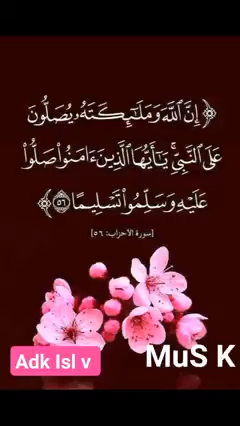 ﴿إِنَّ ٱللَّهَ وَمَلَـٰٓئِكَتَهُۥ يُصَلُّونَ
عَلَى ٱلنَّبِىِّ ۚ يَـٰٓأَيُّهَا ٱلَّذِينَ ءَامَنُوا۟ صَلُّوا۟
عَلَيْهِ وَسَلِّمُوا۟ تَسْلِيمًا ۝٥٦﴾
[سورة الأحزاب: ٥٦]
MuS K
Adk Isl v